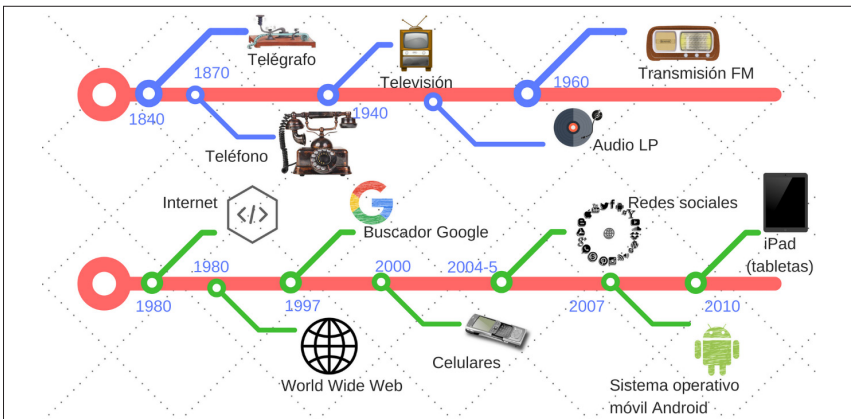 Telégrafo
1840
1870
Teléfono
Televisión
1940
Audio LP
1960
Transmisión FM
Internet
1980
1980
World Wide Web
Buscador Google
1997
2000
Celulares
2004-5
Redes sociales
2007
Sistema operativo
móvil Android
iPad
(tabletas)
2010